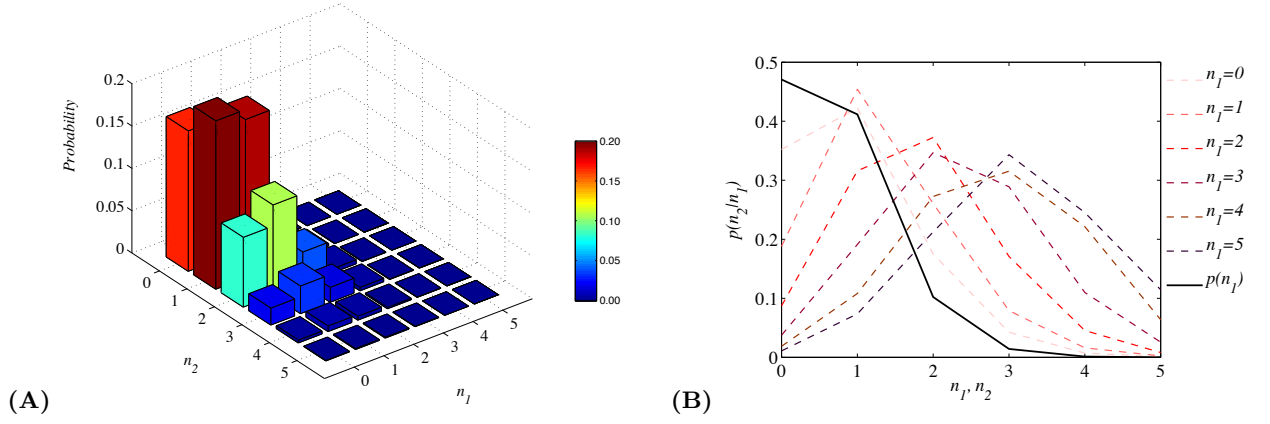 0.2
0.15
0.1
0.05
0
Probability
0
1
2
3
4
5
n2
0
1
2
3
4
5
n1
0.20
0.15
0.10
0.05
0.00
(A)
0.5
0.4
0.3
0.2
0.1
0
p(n2|n1)
0 1 2 3 4 5
n1, n2
n1=0
n1=1
n1=2
n1=3
n1=4
n1=5
p(n1)
(B)